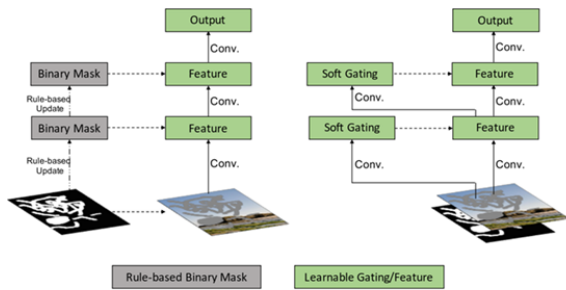 Output
Conv.
Binary Mask
Feature
Rule-based
Update
Conv.
Binary Mask
Feature
Rule-based
Update
Conv.
Output
Conv.
Soft Gating
Feature
Conv.
Conv.
Soft Gating
Feature
Conv.
Conv.
Rule-based Binary Mask
Learnable Gating/Feature